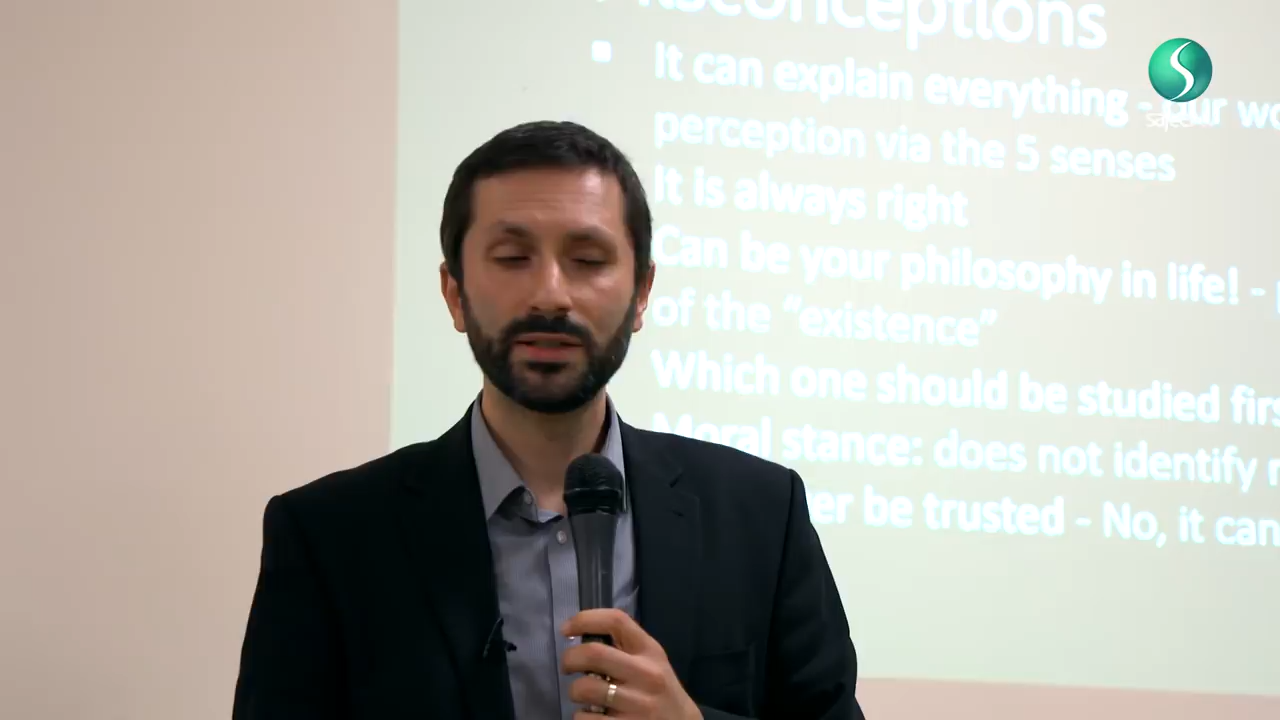 Misconceptions
It can explain everything - our wo
perception via the 5 senses
It is always right
Can be your philosophy in life! -
of the "existence"
Which one should be studied firs
Moral stance: does not identify
er be trusted - No, it can